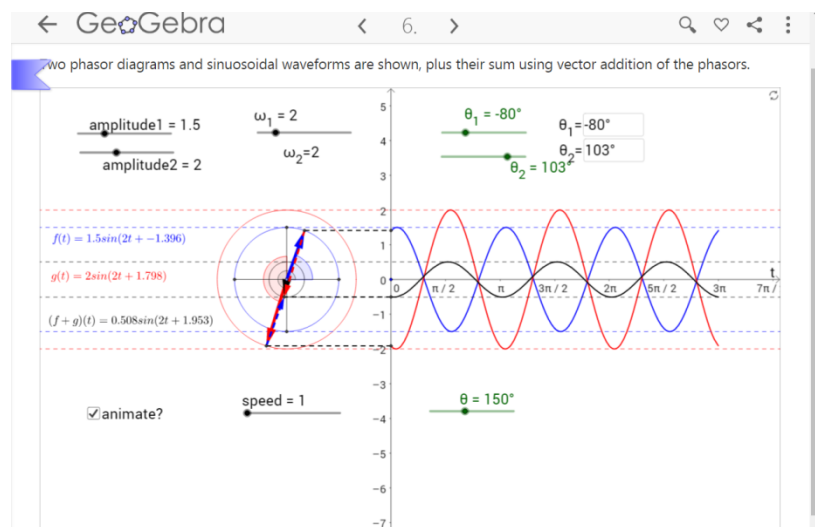 GeoGebra
6.
Two phasor diagrams and sinuosoidal waveforms are shown, plus their sum using vector addition of the phasors.
amplitude1 = 1.5
ω1 = 2
θ1 = -80°
θ1=-80°
amplitude2 = 2
ω2=2
θ2 = 103°
θ2=103°
5
4
3
2
1
0
−1
−2
−3
−4
−5
−6
−7
f(t) = 1.5sin(2t + −1.396)
g(t) = 2sin(2t + 1.798)
(f + g)(t) = 0.508sin(2t + 1.953)
t
0 π / 2 π 3π / 2 2π 5π / 2 3π 7π /
animate?
speed = 1
θ = 150°